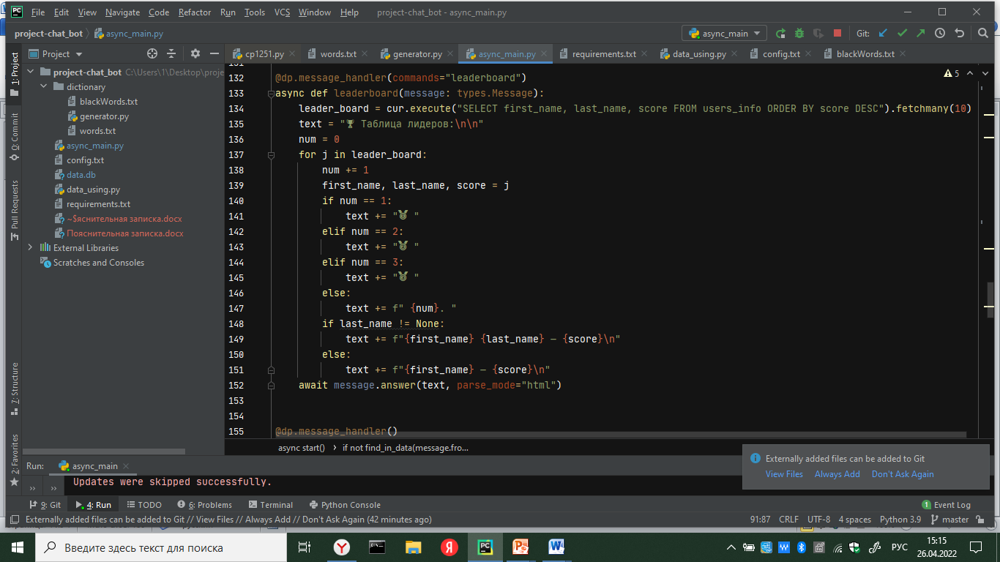 File Edit View Navigate Code Refactor Run Tools VCS Window Help project-chat_bot - async_main.py
project-chat_bot async_main.py async_main Git:
Project cp1251.py words.txt generator.py async_main.py requirements.txt data_using.py config.txt blackWords.txt
1: Project
0: Commit
Pull Requests
7: Structure
2: Favorites
project-chat_bot C:\Users\1\Desktop\proje
dictionary
blackWords.txt
generator.py
words.txt
async_main.py
config.txt
data.db
data_using.py
requirements.txt
~$яснительная записка.docx
Пояснительная записка.docx
External Libraries
Scratches and Consoles
5
131
132 @dp.message_handler(commands="leaderboard")
133 async def leaderboard(message: types.Message):
134 leader_board = cur.execute("SELECT first_name, last_name, score FROM users_info ORDER BY score DESC").fetchmany(10)
135 text = "🏆 Таблица лидеров:\n\n"
136 num = 0
137 for j in leader_board:
138 num += 1
139 first_name, last_name, score = j
140 if num == 1:
141 text += "🥇 "
142 elif num == 2:
143 text += "🥈 "
144 elif num == 3:
145 text += "🥉 "
146 else:
147 text += f" {num}. "
148 if last_name != None:
149 text += f"{first_name} {last_name} — {score}\n"
150 else:
151 text += f"{first_name} — {score}\n"
152 await message.answer(text, parse_mode="html")
153
154
155 @dp.message_handler()
async start() if not find_in_data(message.fro...
Externally added files can be added to Git
View Files Always Add Don't Ask Again
Run: async_main
Updates were skipped successfully.
9: Git 4: Run TODO 6: Problems Terminal Python Console 1 Event Log
Externally added files can be added to Git // View Files // Always Add // Don't Ask Again (42 minutes ago) 91:87 CRLF UTF-8 4 spaces Python 3.9 master
Введите здесь текст для поиска
РУС
15:15
26.04.2022